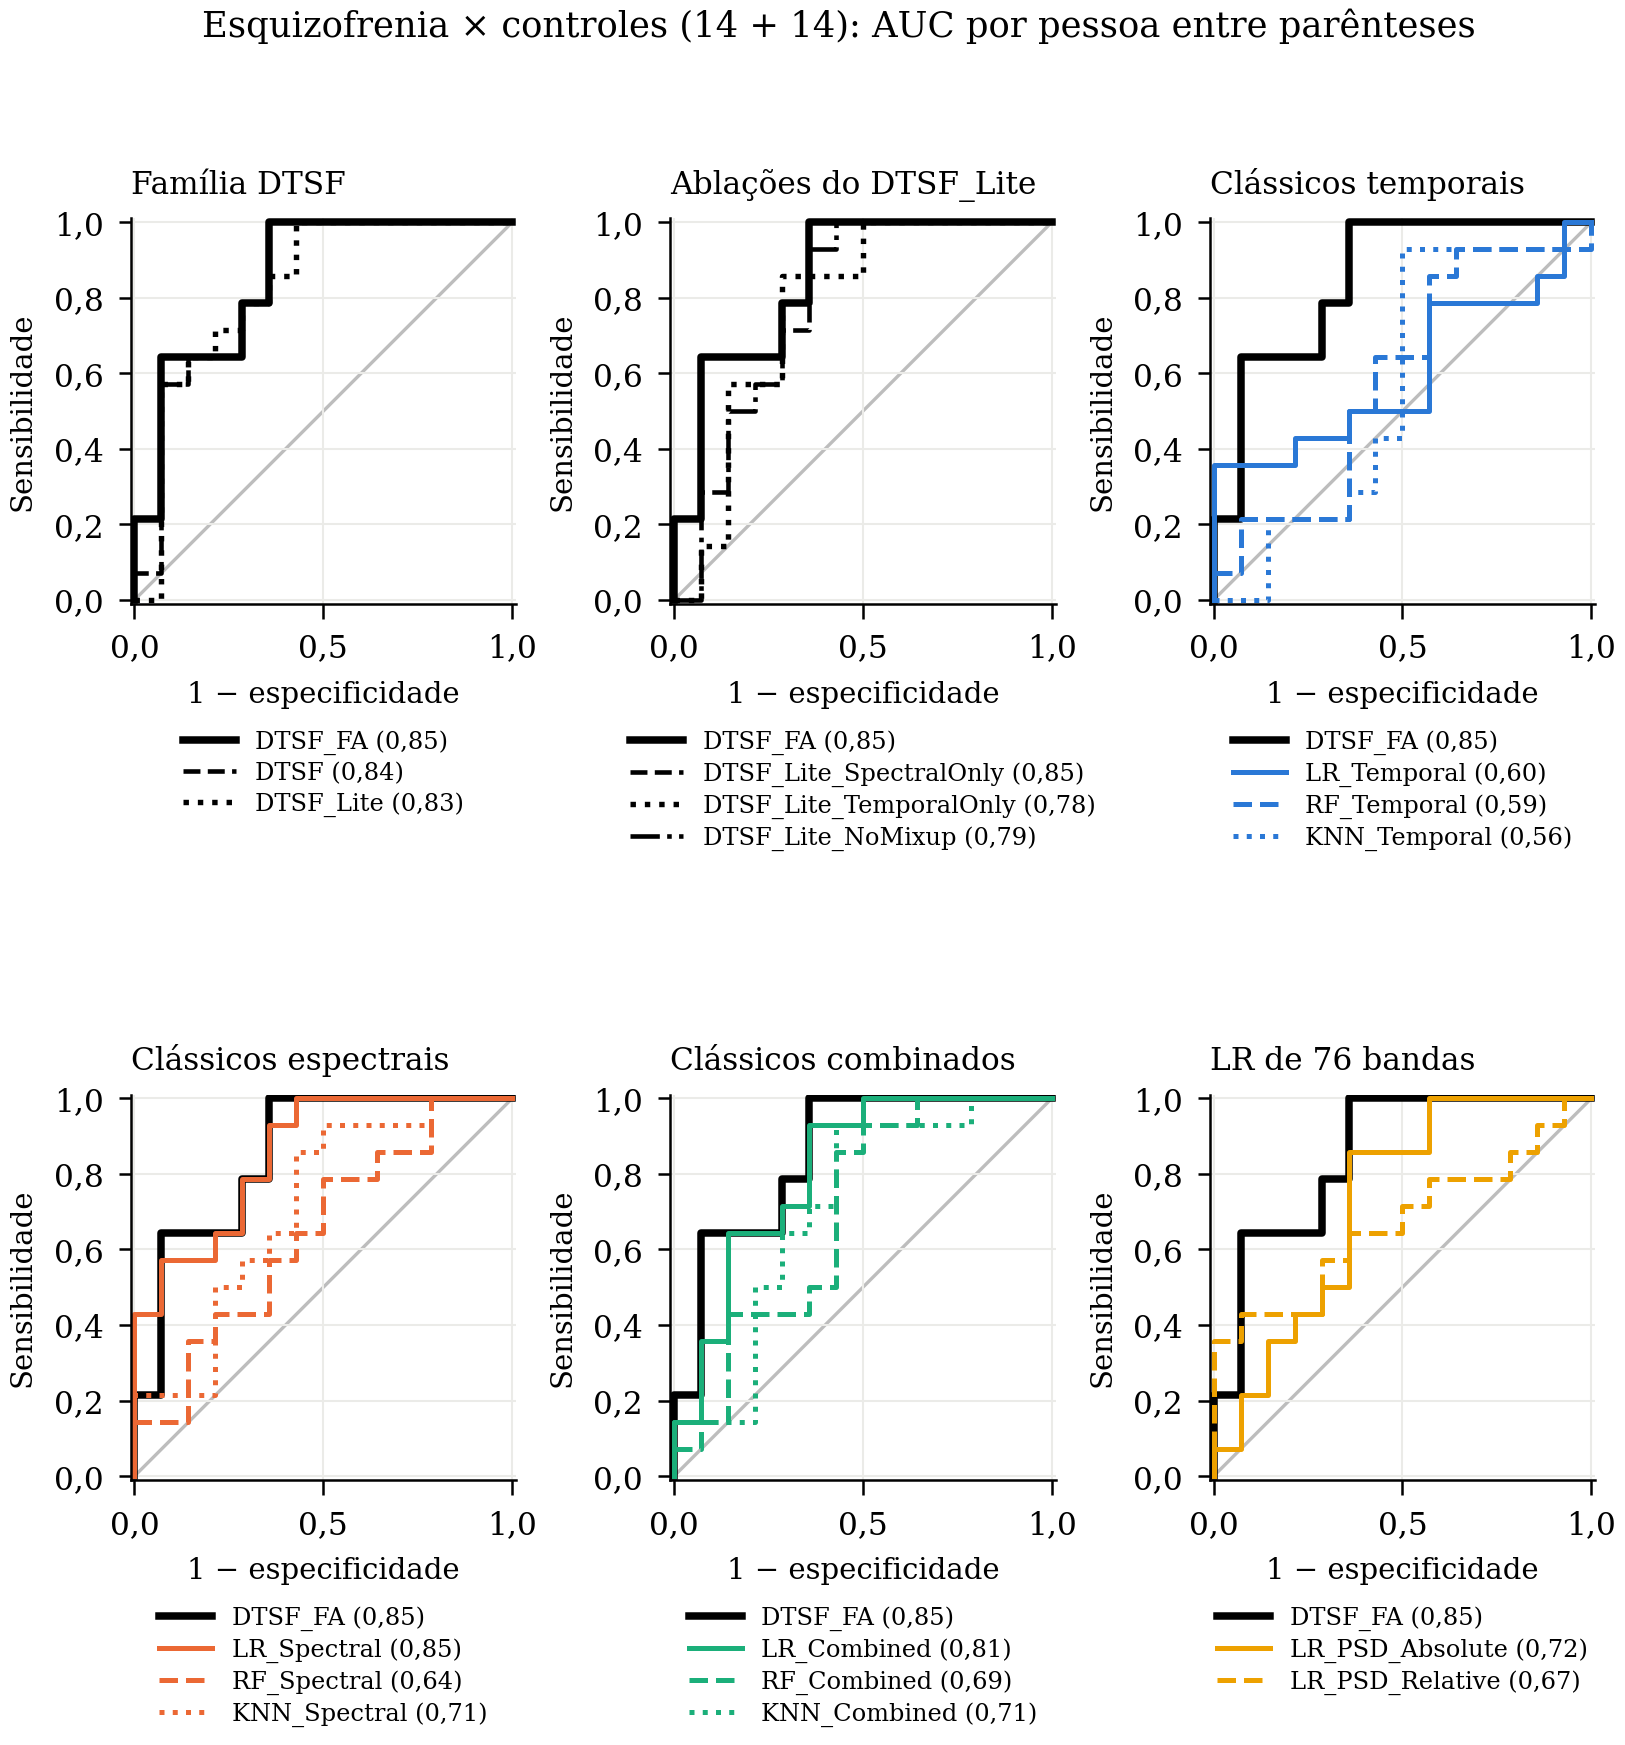 Esquizofrenia × controles (14 + 14): AUC por pessoa entre parênteses
Família DTSF
1,0
0,8
0,6
0,4
0,2
0,0
Sensibilidade
0,0 0,5 1,0
1 − especificidade
DTSF_FA (0,85)
DTSF (0,84)
DTSF_Lite (0,83)
Ablações do DTSF_Lite
1,0
0,8
0,6
0,4
0,2
0,0
Sensibilidade
0,0 0,5 1,0
1 − especificidade
DTSF_FA (0,85)
DTSF_Lite_SpectralOnly (0,85)
DTSF_Lite_TemporalOnly (0,78)
DTSF_Lite_NoMixup (0,79)
Clássicos temporais
1,0
0,8
0,6
0,4
0,2
0,0
Sensibilidade
0,0 0,5 1,0
1 − especificidade
DTSF_FA (0,85)
LR_Temporal (0,60)
RF_Temporal (0,59)
KNN_Temporal (0,56)
Clássicos espectrais
1,0
0,8
0,6
0,4
0,2
0,0
Sensibilidade
0,0 0,5 1,0
1 − especificidade
DTSF_FA (0,85)
LR_Spectral (0,85)
RF_Spectral (0,64)
KNN_Spectral (0,71)
Clássicos combinados
1,0
0,8
0,6
0,4
0,2
0,0
Sensibilidade
0,0 0,5 1,0
1 − especificidade
DTSF_FA (0,85)
LR_Combined (0,81)
RF_Combined (0,69)
KNN_Combined (0,71)
LR de 76 bandas
1,0
0,8
0,6
0,4
0,2
0,0
Sensibilidade
0,0 0,5 1,0
1 − especificidade
DTSF_FA (0,85)
LR_PSD_Absolute (0,72)
LR_PSD_Relative (0,67)